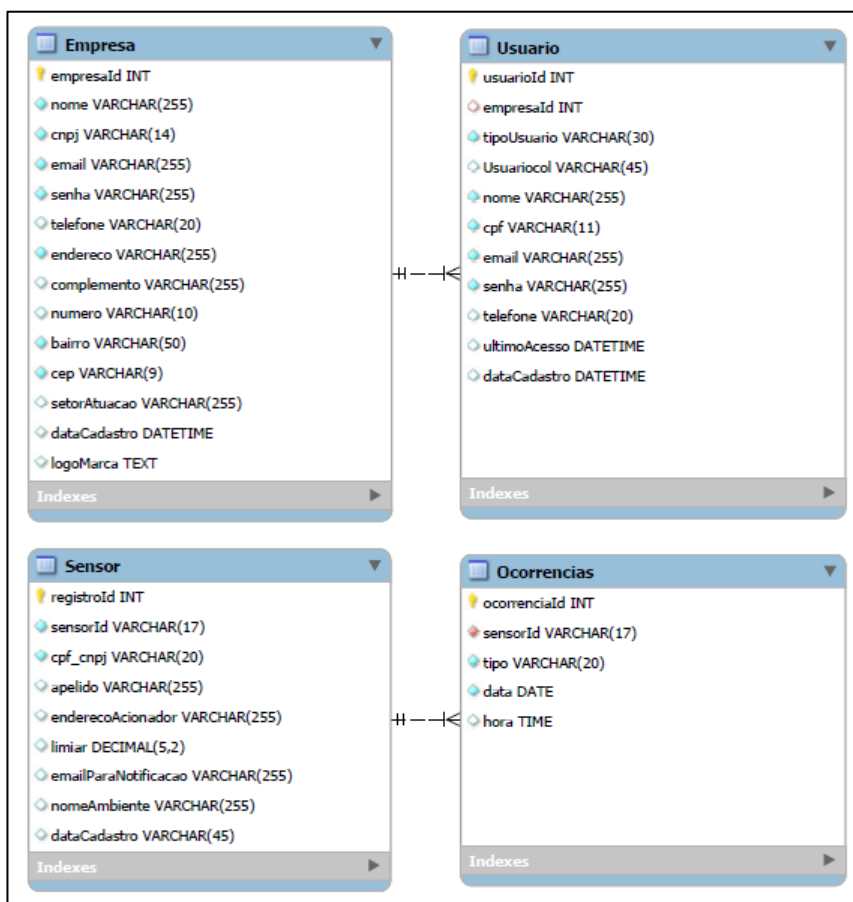 Empresa
empresaId INT
nome VARCHAR(255)
cnpj VARCHAR(14)
email VARCHAR(255)
senha VARCHAR(255)
telefone VARCHAR(20)
endereco VARCHAR(255)
complemento VARCHAR(255)
numero VARCHAR(10)
bairro VARCHAR(50)
cep VARCHAR(9)
setorAtuacao VARCHAR(255)
dataCadastro DATETIME
logoMarca TEXT
Indexes
Usuario
usuarioId INT
empresaId INT
tipoUsuario VARCHAR(30)
Usuariocol VARCHAR(45)
nome VARCHAR(255)
cpf VARCHAR(11)
email VARCHAR(255)
senha VARCHAR(255)
telefone VARCHAR(20)
ultimoAcesso DATETIME
dataCadastro DATETIME
Indexes
Sensor
registroId INT
sensorId VARCHAR(17)
cpf_cnpj VARCHAR(20)
apelido VARCHAR(255)
enderecoAcionador VARCHAR(255)
limiar DECIMAL(5,2)
emailParaNotificacao VARCHAR(255)
nomeAmbiente VARCHAR(255)
dataCadastro VARCHAR(45)
Indexes
Ocorrencias
ocorrenciaId INT
sensorId VARCHAR(17)
tipo VARCHAR(20)
data DATE
hora TIME
Indexes